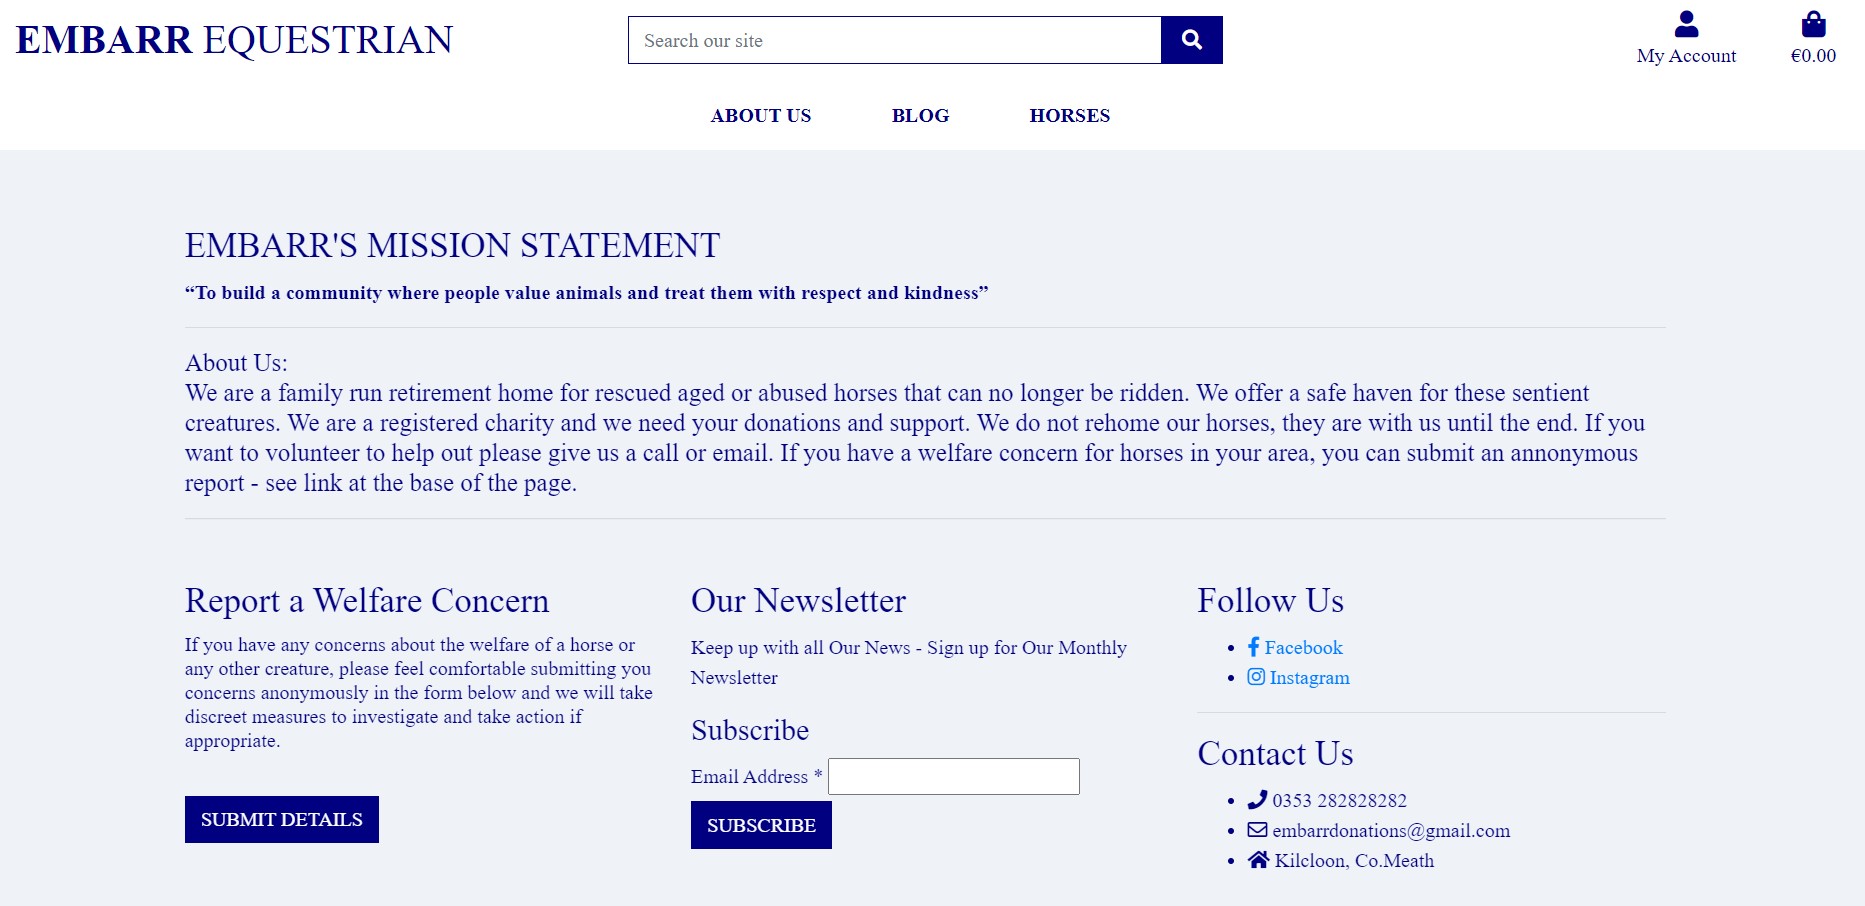 EMBARR EQUESTRIAN
Search our site
My Account
€0.00
ABOUT US
BLOG
HORSES
EMBARR'S MISSION STATEMENT
“To build a community where people value animals and treat them with respect and kindness”
About Us:
We are a family run retirement home for rescued aged or abused horses that can no longer be ridden. We offer a safe haven for these sentient
creatures. We are a registered charity and we need your donations and support. We do not rehome our horses, they are with us until the end. If you
want to volunteer to help out please give us a call or email. If you have a welfare concern for horses in your area, you can submit an annonymous
report - see link at the base of the page.
Report a Welfare Concern
If you have any concerns about the welfare of a horse or
any other creature, please feel comfortable submitting you
concerns anonymously in the form below and we will take
discreet measures to investigate and take action if
appropriate.
SUBMIT DETAILS
Our Newsletter
Keep up with all Our News - Sign up for Our Monthly
Newsletter
Subscribe
Email Address *
SUBSCRIBE
Follow Us
Facebook
Instagram
Contact Us
0353 282828282
embarrdonations@gmail.com
Kilcloon, Co.Meath